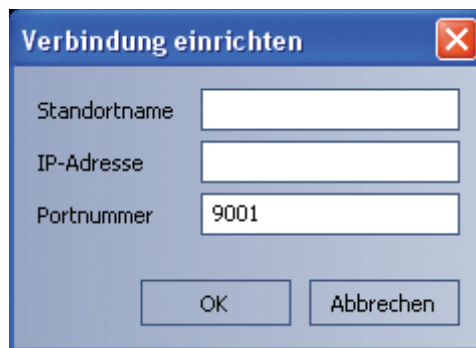 Verbindung einrichten
Standortname
IP-Adresse
Portnummer 9001
OK Abbrechen